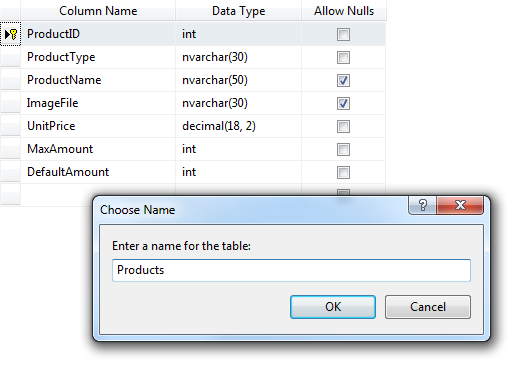 Column Name Data Type Allow Nulls
ProductID int
ProductType nvarchar(30)
ProductName nvarchar(50)
ImageFile nvarchar(30)
UnitPrice decimal(18, 2)
MaxAmount int
DefaultAmount int
Choose Name
Enter a name for the table:
Products
OK Cancel